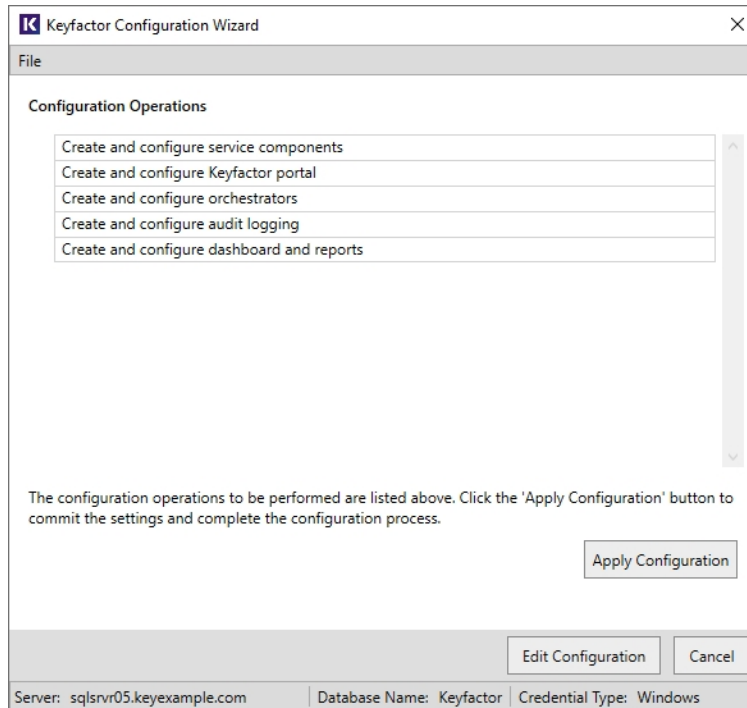 Keyfactor Configuration Wizard
File
Configuration Operations
Create and configure service components
Create and configure Keyfactor portal
Create and configure orchestrators
Create and configure audit logging
Create and configure dashboard and reports
The configuration operations to be performed are listed above. Click the 'Apply Configuration' button to
commit the settings and complete the configuration process.
Apply Configuration
Edit Configuration Cancel
Server: sqlsrvr05.keyexample.com Database Name: Keyfactor Credential Type: Windows